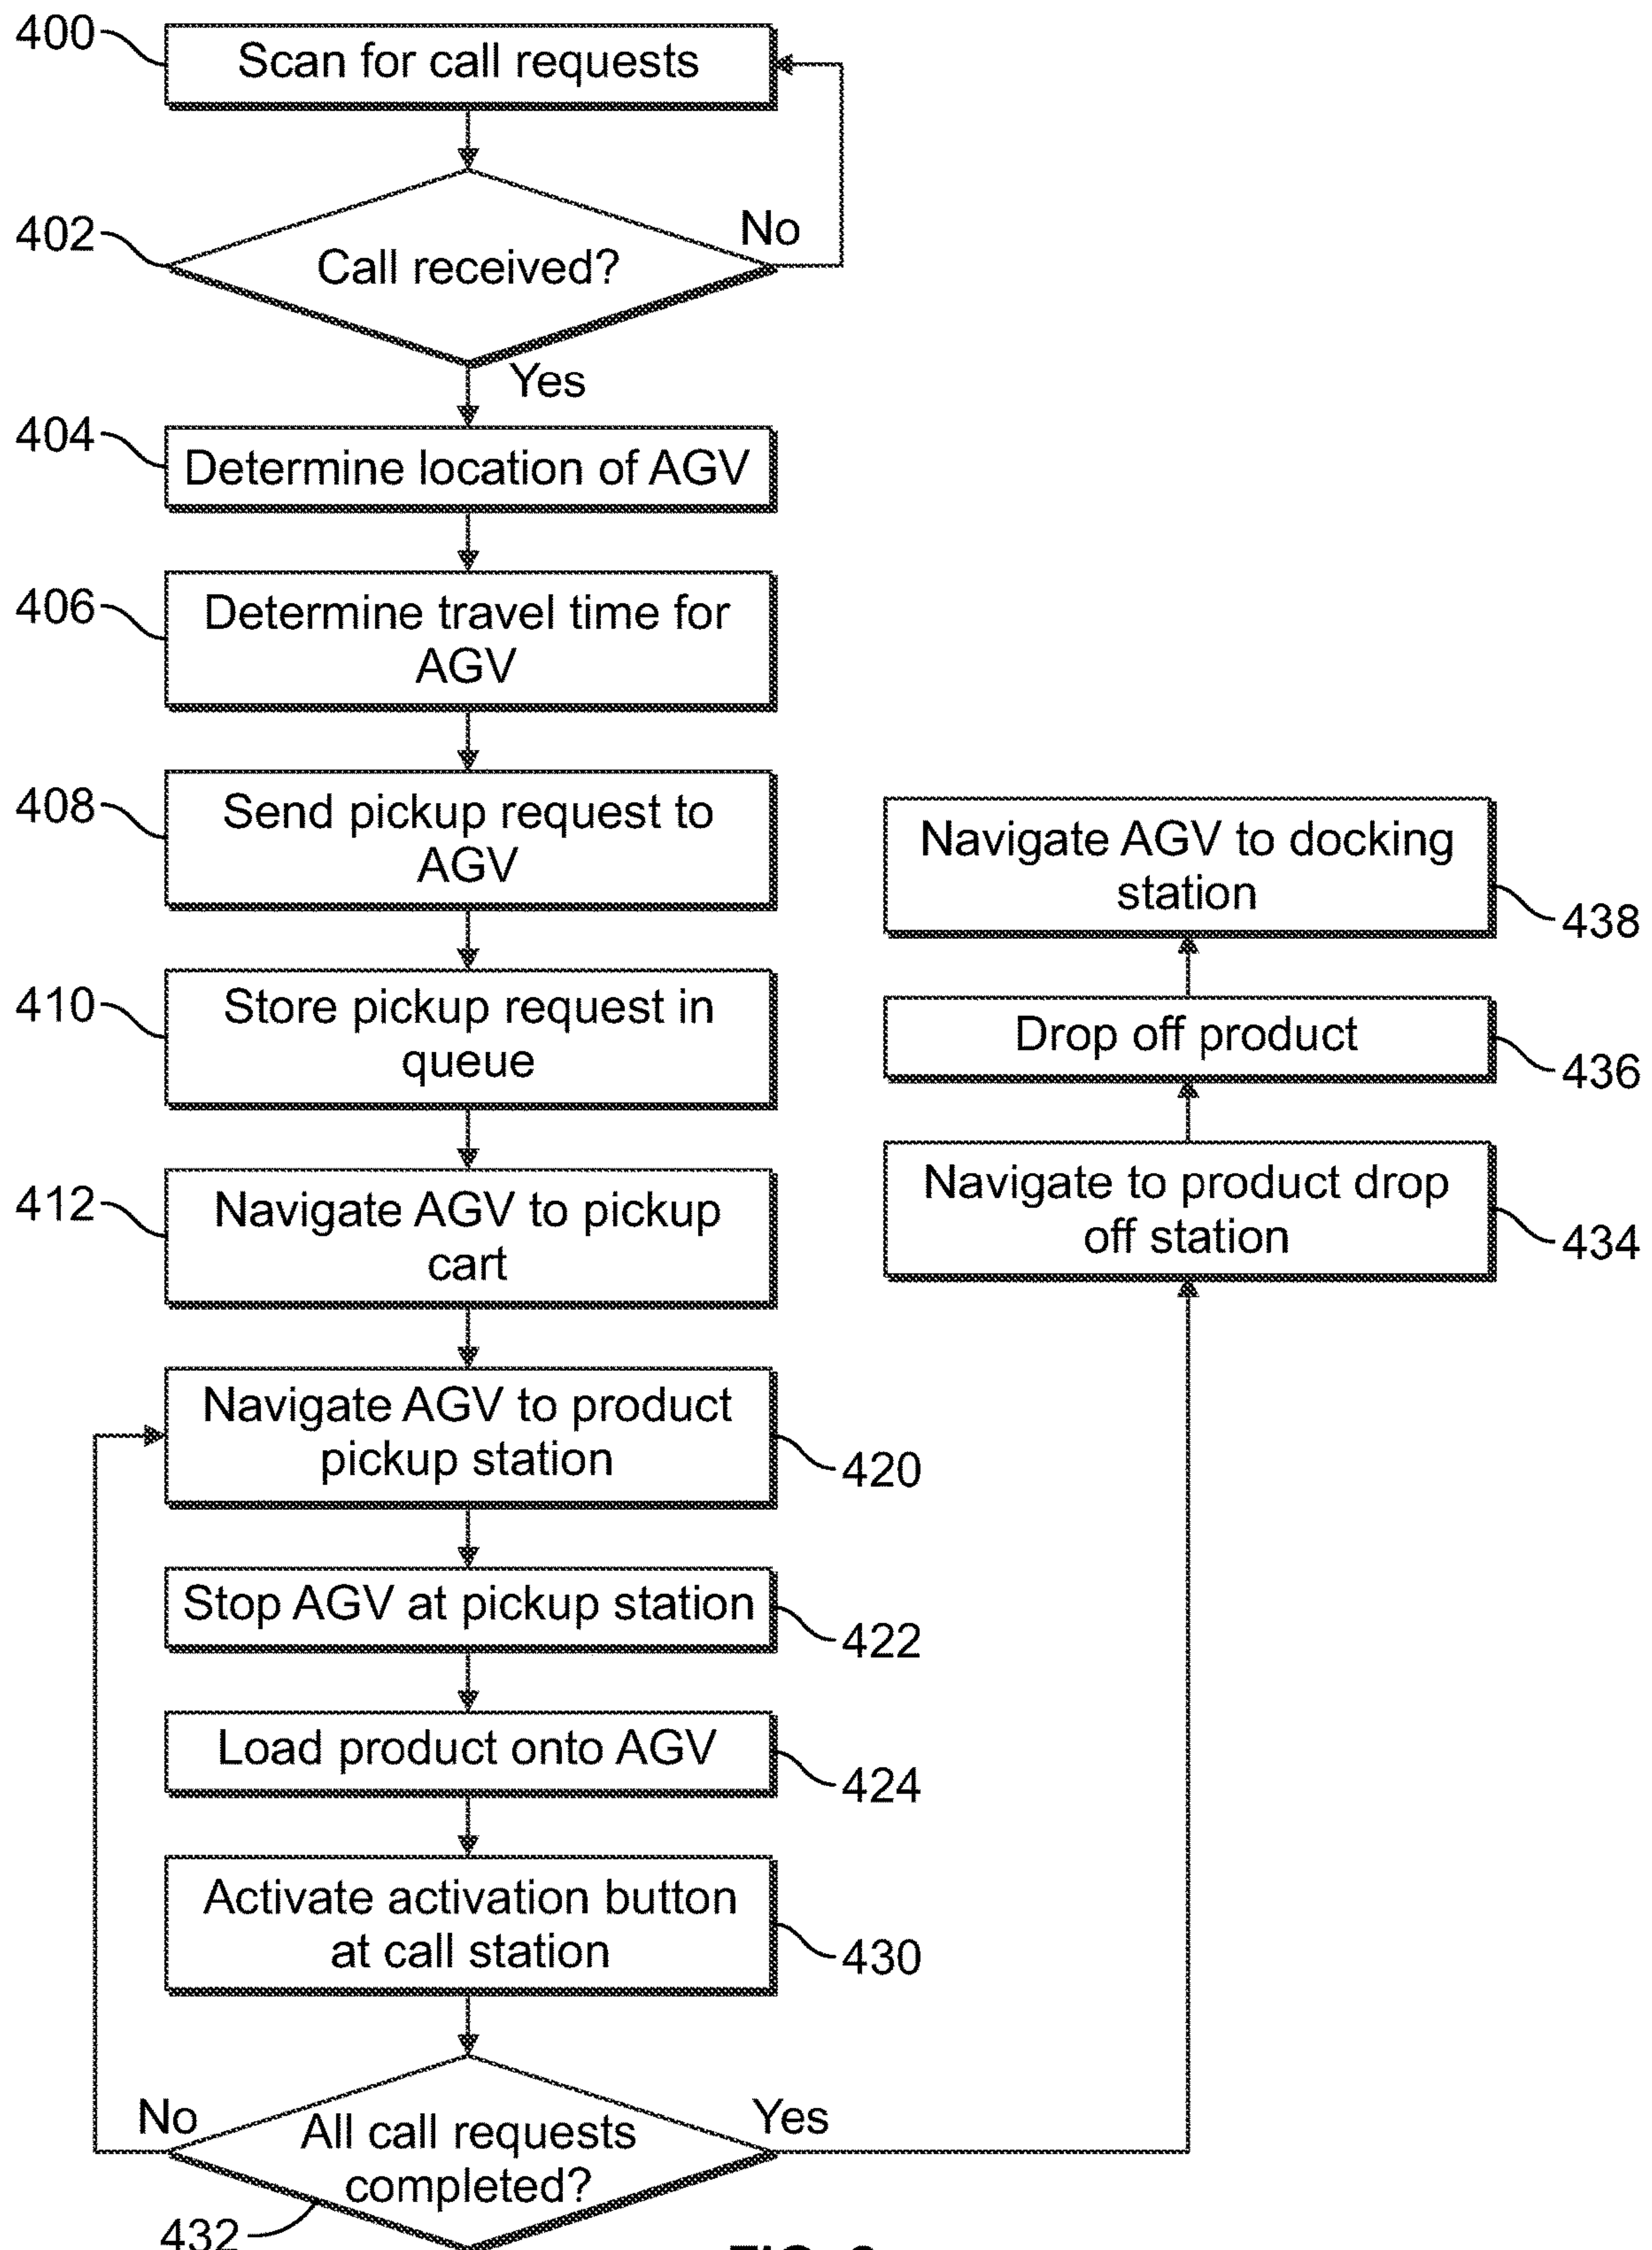 400
Scan for call requests
402
Call received?
No
Yes
404
Determine location of AGV
406
Determine travel time for
AGV
408
Send pickup request to
AGV
410
Store pickup request in
queue
412
Navigate AGV to pickup
cart
Navigate AGV to product
pickup station
420
Stop AGV at pickup station
422
Load product onto AGV
424
Activate activation button
at call station
430
No
All call requests
completed?
Yes
432
Navigate to product drop
off station
434
Drop off product
436
Navigate AGV to docking
station
438